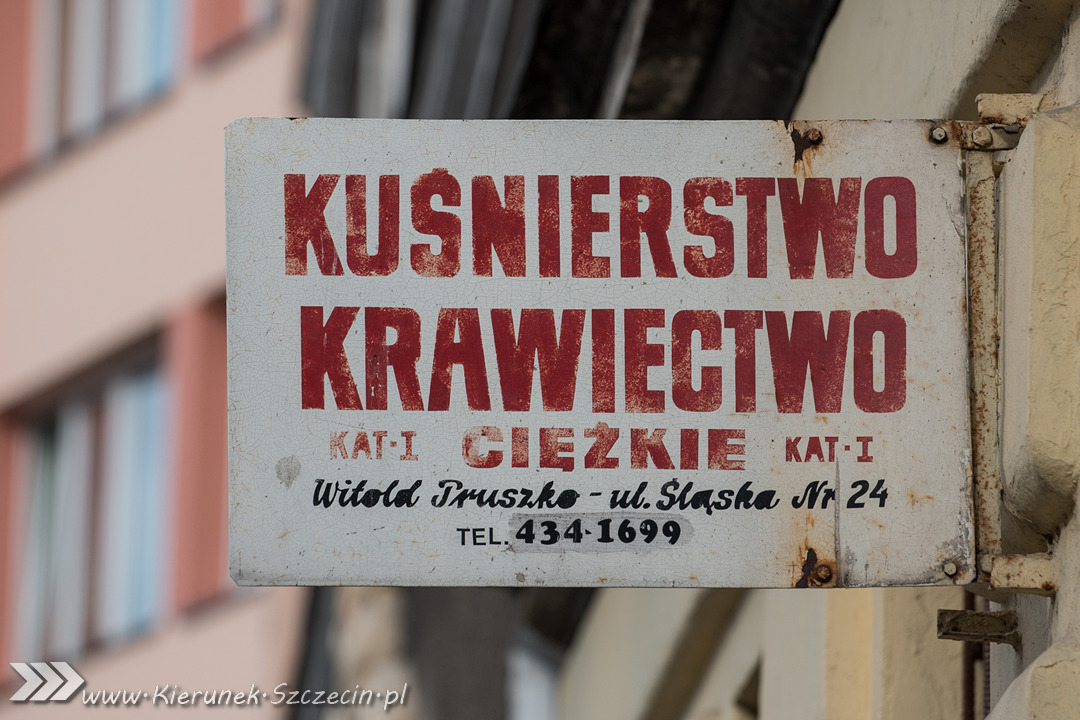 KUŚNIERSTWO
KRAWIECTWO
KAT·I CIĘŻKIE KAT·I
Witold Pruszko - ul. Śląska Nr 24
TEL. 434·1699
www·Kierunek·Szczecin·pl